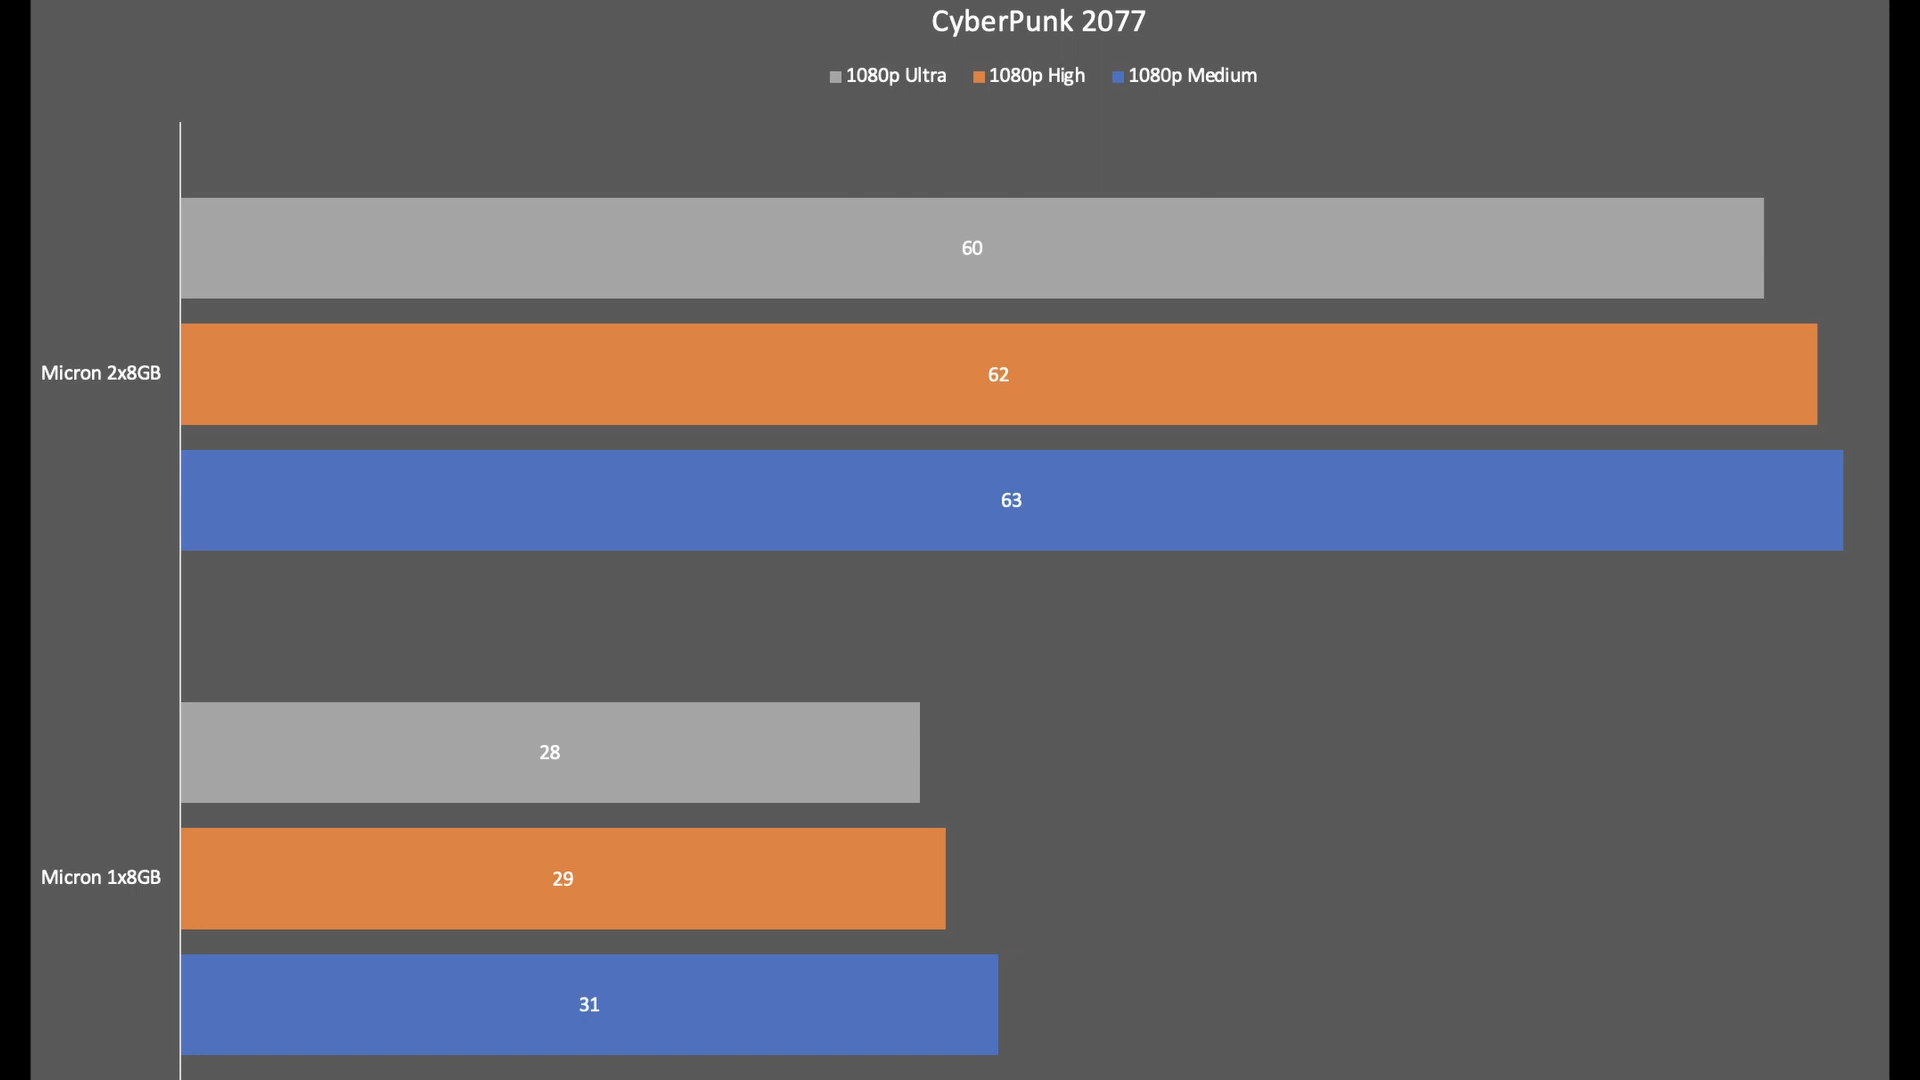 CyberPunk 2077
1080p Ultra 1080p High 1080p Medium
60
Micron 2x8GB 62
63
28
Micron 1x8GB 29
31